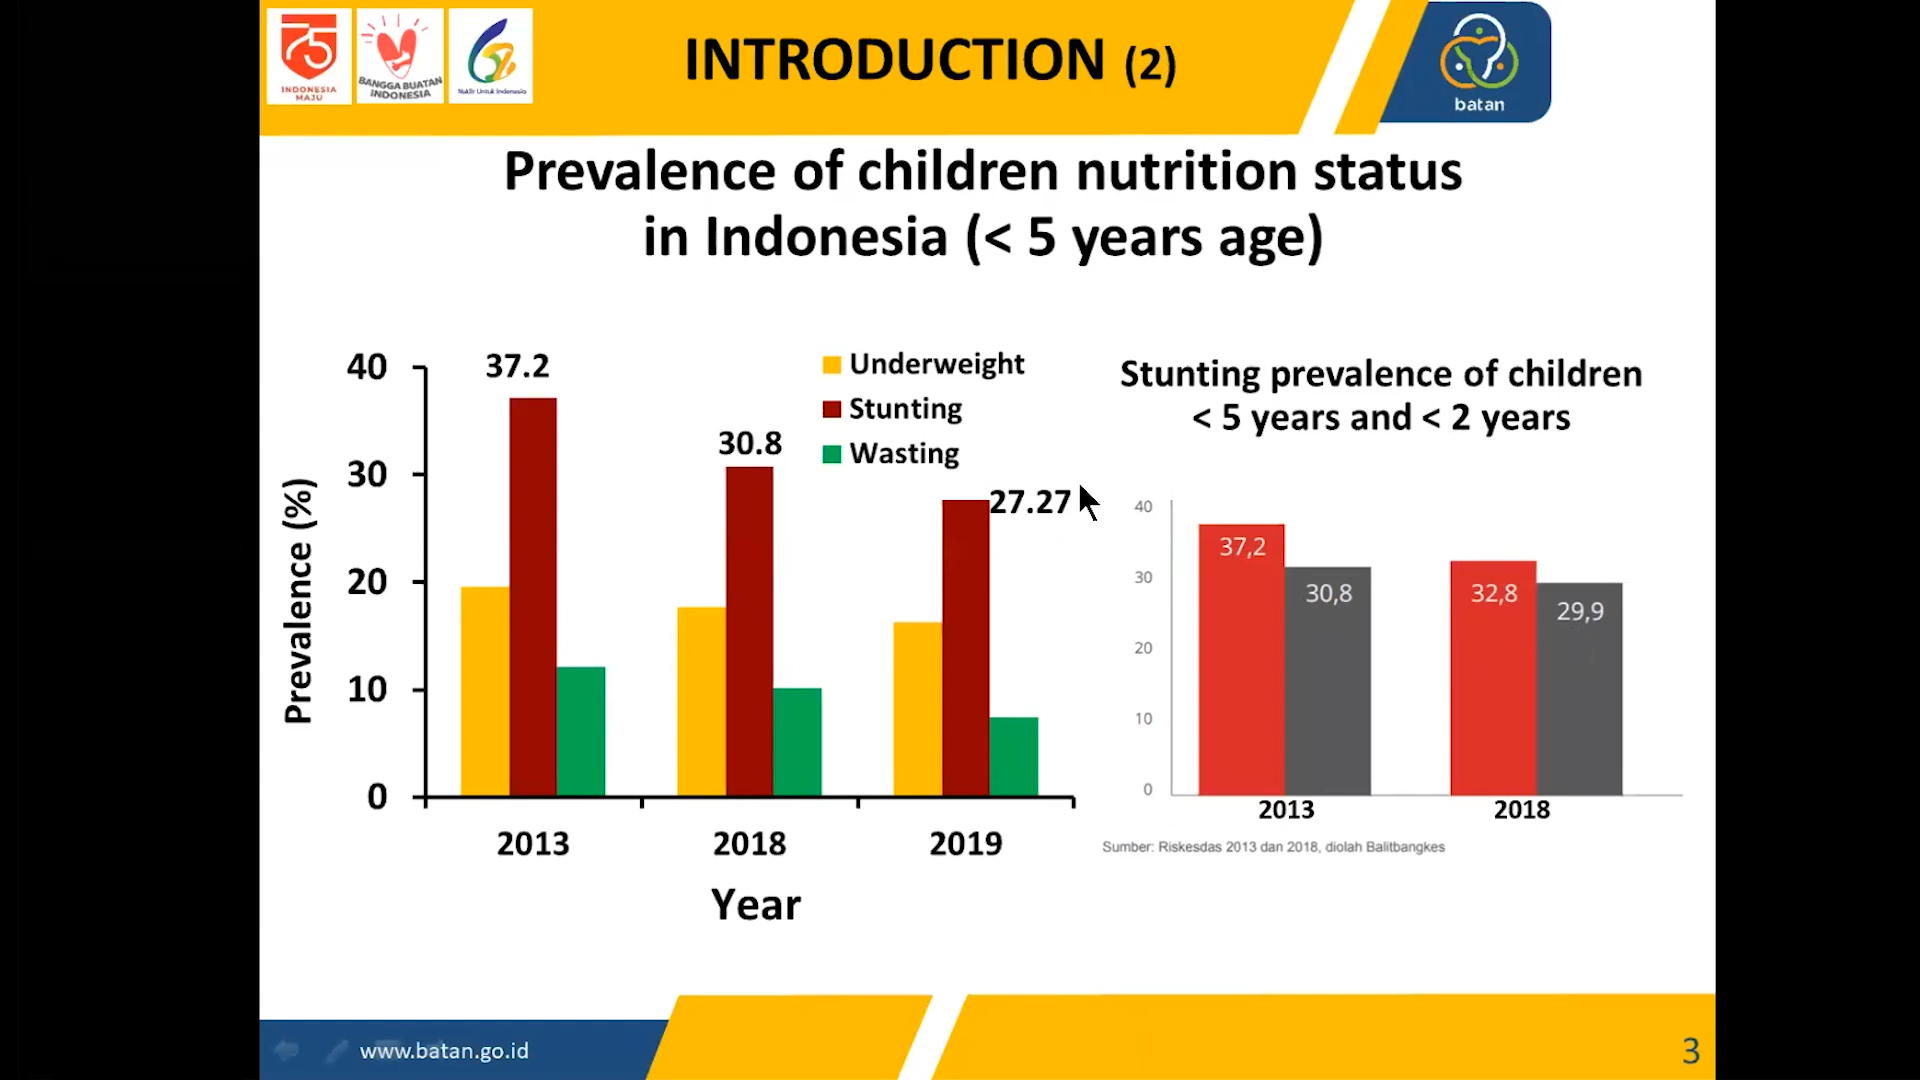 INDONESIA
MAJU
BANGGA BUATAN
INDONESIA
Nuklir Untuk Indonesia
INTRODUCTION (2)
batan
Prevalence of children nutrition status
in Indonesia (< 5 years age)
Prevalence (%)
40
30
20
10
0
37.2
30.8
27.27
Underweight
Stunting
Wasting
2013
2018
2019
Year
Stunting prevalence of children
< 5 years and < 2 years
40
30
20
10
0
37,2
30,8
32,8
29,9
2013
2018
Sumber: Riskesdas 2013 dan 2018, diolah Balitbangkes
www.batan.go.id
3